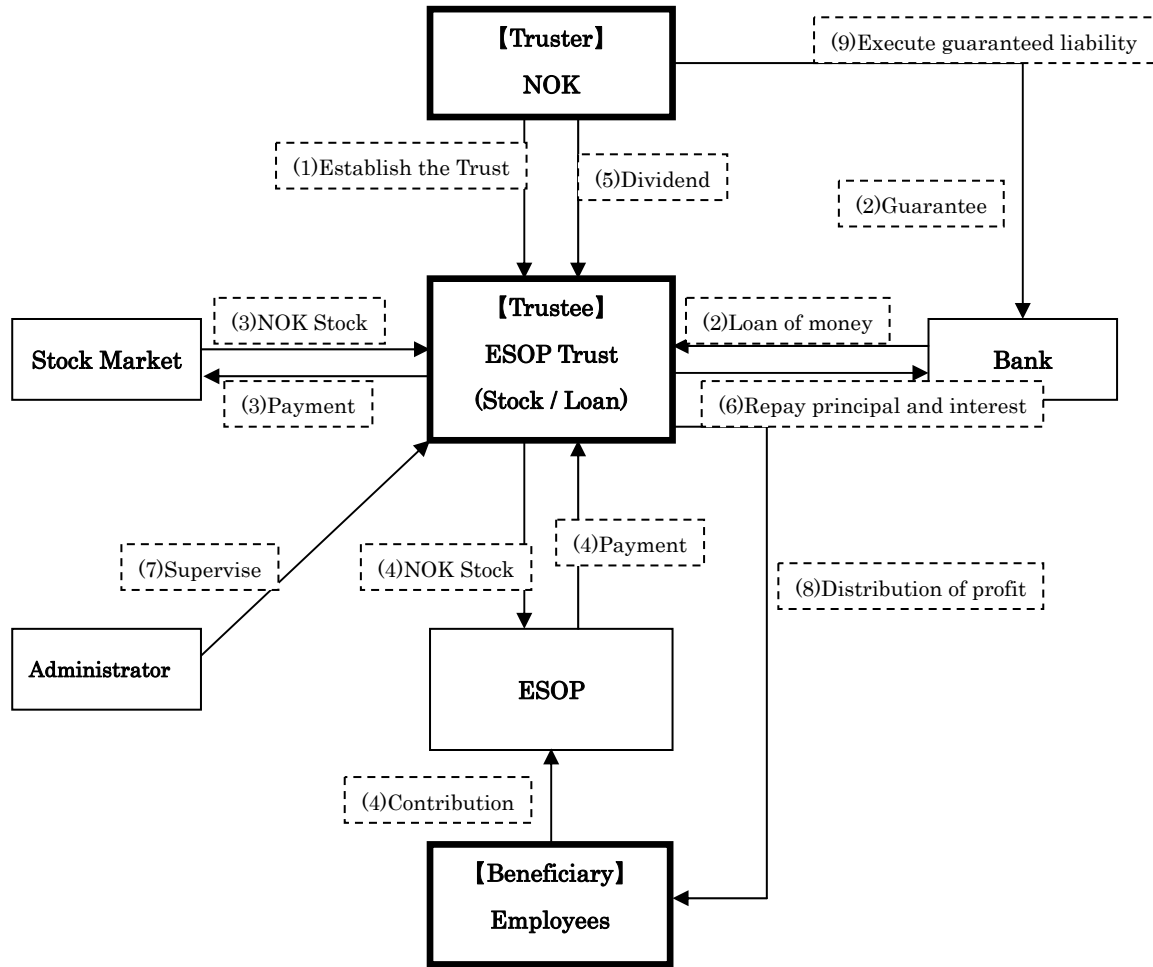 【Truster】
NOK
(9)Execute guaranteed liability
(1)Establish the Trust
(5)Dividend
(2)Guarantee
(3)NOK Stock
Stock Market
(3)Payment
【Trustee】
ESOP Trust
(Stock / Loan)
(2)Loan of money
Bank
(6)Repay principal and interest
(7)Supervise
(4)NOK Stock
(4)Payment
(8)Distribution of profit
Administrator
ESOP
(4)Contribution
【Beneficiary】
Employees